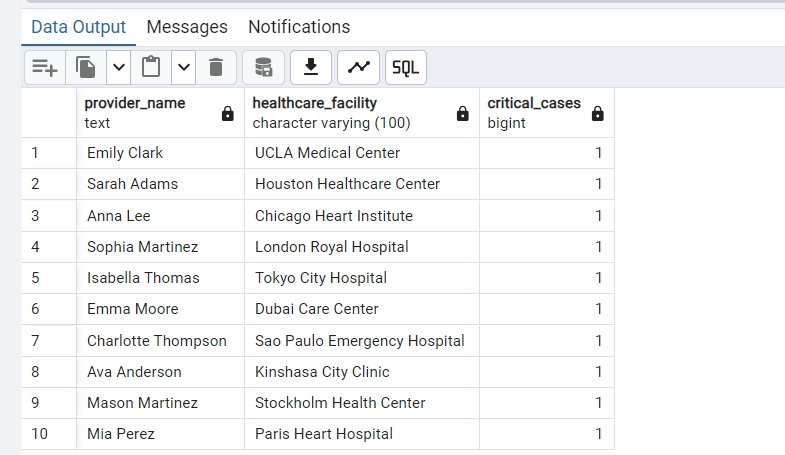 Data Output Messages Notifications
SQL
provider_name healthcare_facility critical_cases
text character varying (100) bigint
1 Emily Clark UCLA Medical Center 1
2 Sarah Adams Houston Healthcare Center 1
3 Anna Lee Chicago Heart Institute 1
4 Sophia Martinez London Royal Hospital 1
5 Isabella Thomas Tokyo City Hospital 1
6 Emma Moore Dubai Care Center 1
7 Charlotte Thompson Sao Paulo Emergency Hospital 1
8 Ava Anderson Kinshasa City Clinic 1
9 Mason Martinez Stockholm Health Center 1
10 Mia Perez Paris Heart Hospital 1